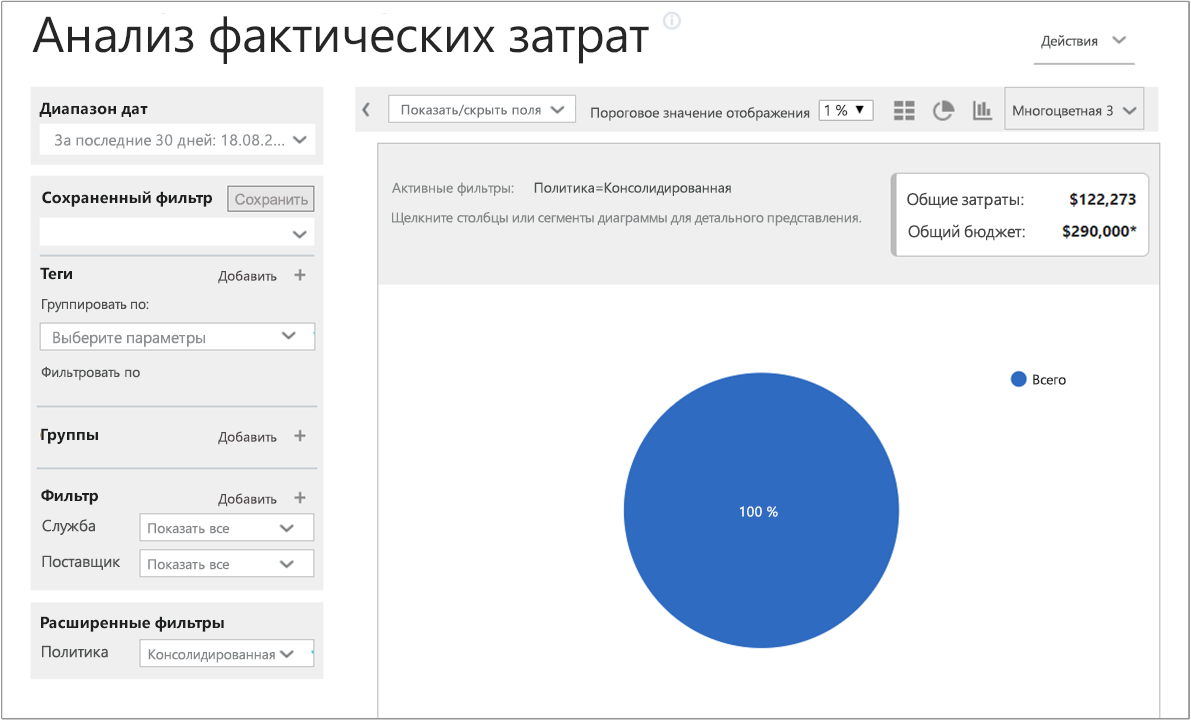 Анализ фактических затрат
Действия
Диапазон дат
За последние 30 дней: 18.08.2...
Сохраненный фильтр
Сохранить
Теги
Добавить +
Группировать по:
Выберите параметры
Фильтровать по
Группы
Добавить +
Фильтр
Добавить +
Служба
Показать все
Поставщик
Показать все
Расширенные фильтры
Политика
Консолидированная
Показать/скрыть поля
Пороговое значение отображения
1 %
Многоцветная 3
Активные фильтры: Политика=Консолидированная
Щелкните столбцы или сегменты диаграммы для детального представления.
Общие затраты: $122,273
Общий бюджет: $290,000*
Всего
100 %